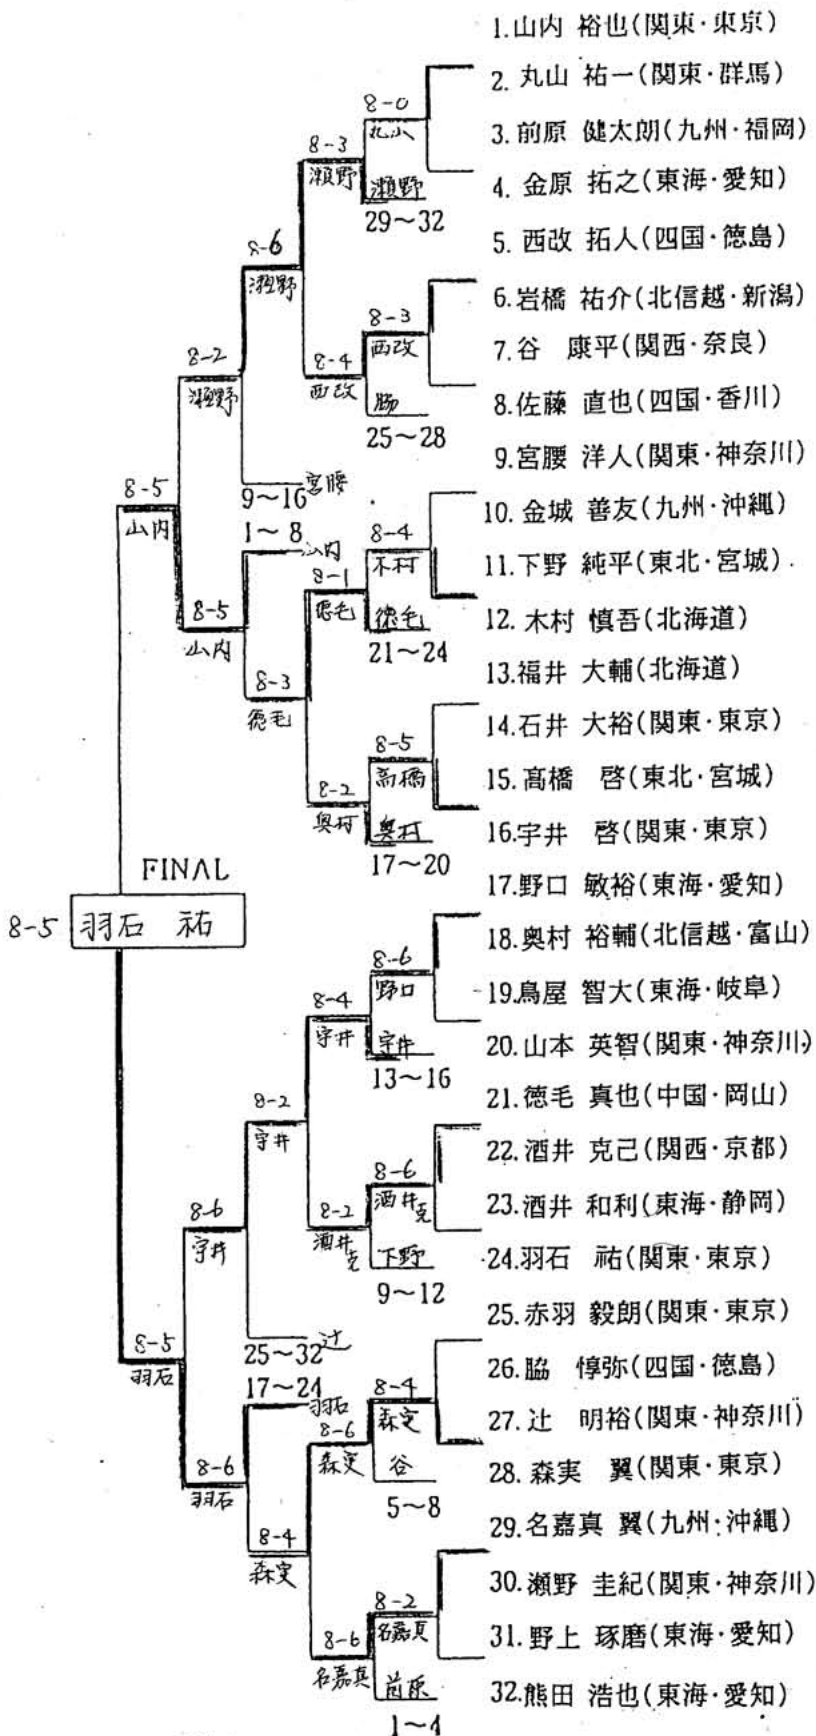 1.山内 裕也(関東・東京)
2. 丸山 祐一(関東・群馬)
3. 前原 健太朗(九州・福岡)
4. 金原 拓之(東海・愛知)
5. 西改 拓人(四国・徳島)
6.岩橋 祐介(北信越・新潟)
7.谷 康平(関西・奈良)
8.佐藤 直也(四国・香川)
9.宮腰 洋人(関東・神奈川)
10.金城 善友(九州・沖縄)
11.下野 純平(東北・宮城)
12.木村 慎吾(北海道)
13.福井 大輔(北海道)
14.石井 大裕(関東・東京)
15.髙橋 啓(東北・宮城)
16.宇井 啓(関東・東京)
17.野口 敏裕(東海・愛知)
18.奥村 裕輔(北信越・富山)
19.鳥屋 智大(東海・岐阜)
20.山本 英智(関東・神奈川)
21.徳毛 真也(中国・岡山)
22.酒井 克己(関西・京都)
23.酒井 和利(東海・静岡)
24.羽石 祐(関東・東京)
25.赤羽 毅朗(関東・東京)
26.脇 惇弥(四国・徳島)
27.辻 明裕(関東・神奈川)
28.森実 翼(関東・東京)
29.名嘉真 翼(九州・沖縄)
30.瀬野 圭紀(関東・神奈川)
31.野上 琢磨(東海・愛知)
32.熊田 浩也(東海・愛知)
8-0
丸山
8-3
瀬野
瀬野
29〜32
8-6
瀬野
8-3
西改
8-4
西改
脇
25〜28
8-2
瀬野
宮腰
9〜16
1〜8
8-5
山内
山内
8-4
木村
8-1
徳毛
徳毛
21〜24
8-5
山内
8-3
徳毛
8-5
高橋
8-2
奥村
奥村
17〜20
FINAL
8-5 羽石 祐
8-6
野口
8-4
宇井
宇井
13〜16
8-2
宇井
8-6
酒井克
8-2
酒井克
下野
9〜12
8-6
宇井
辻
25〜32
17〜24
8-5
羽石
羽石
8-4
森実
8-6
森実
谷
5〜8
8-6
羽石
8-4
森実
8-2
名嘉真
8-6
名嘉真
前原
1〜4